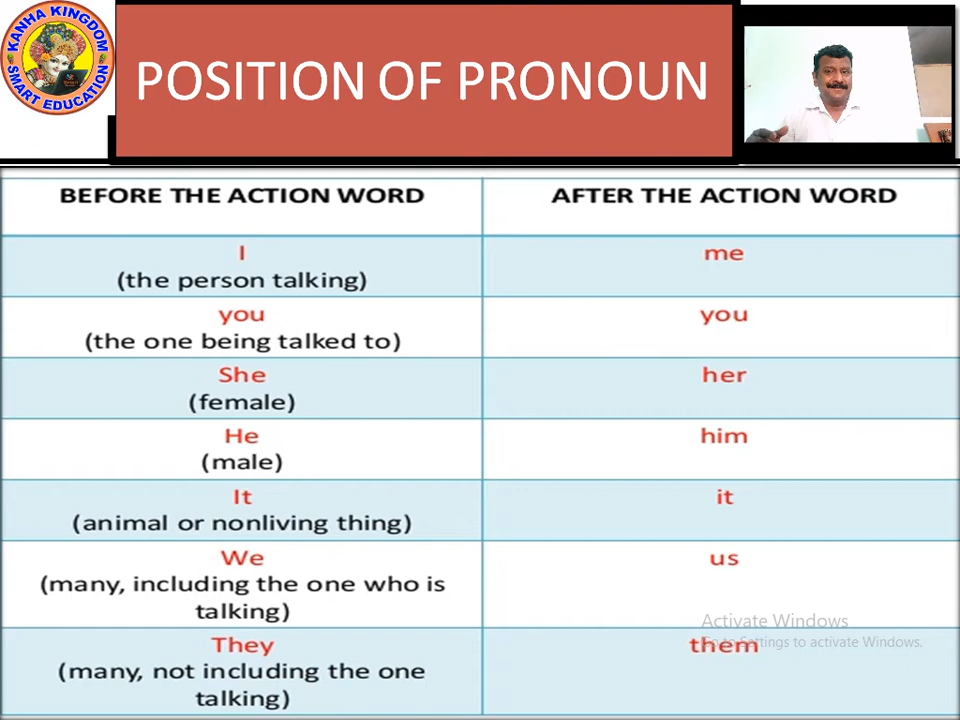 KANHA KINGDOM
SMART EDUCATION
POSITION OF PRONOUN
BEFORE THE ACTION WORD
AFTER THE ACTION WORD
I
(the person talking)
me
you
(the one being talked to)
you
She
(female)
her
He
(male)
him
It
(animal or nonliving thing)
it
We
(many, including the one who is
talking)
us
They
(many, not including the one
talking)
them
Activate Windows
Go to Settings to activate Windows.